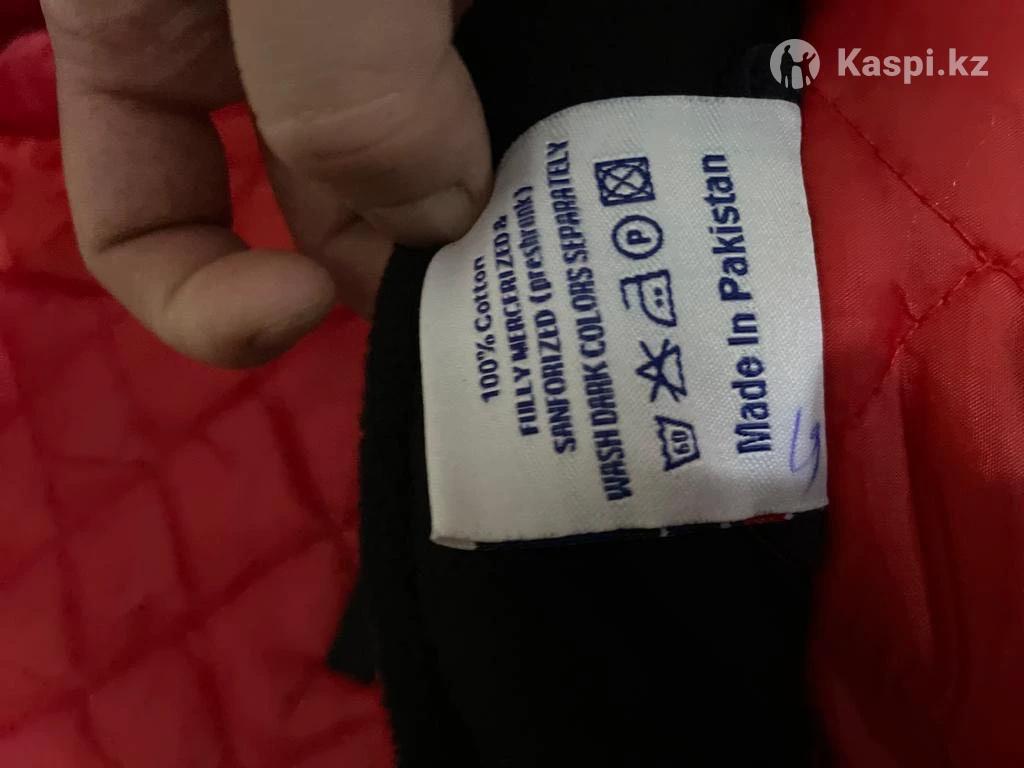 Kaspi.kz
100% Cotton
FULLY MERCERIZED &
SANFORIZED (preshrunk)
WASH DARK COLORS SEPARATELY
60 P
Made In Pakistan